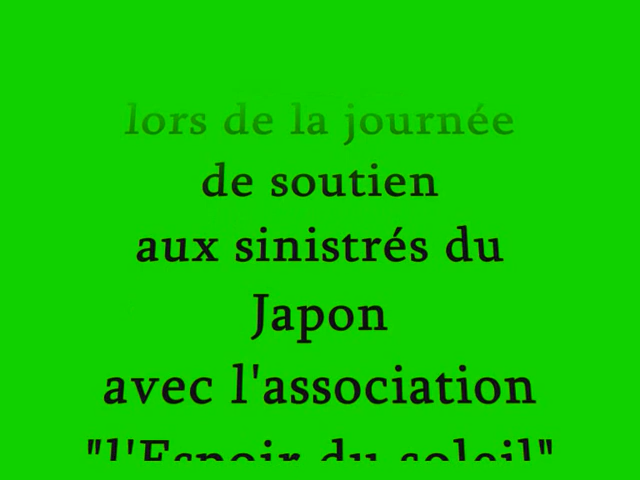 lors de la journée
de soutien
aux sinistrés du
Japon
avec l'association
"l'Espoir du soleil"